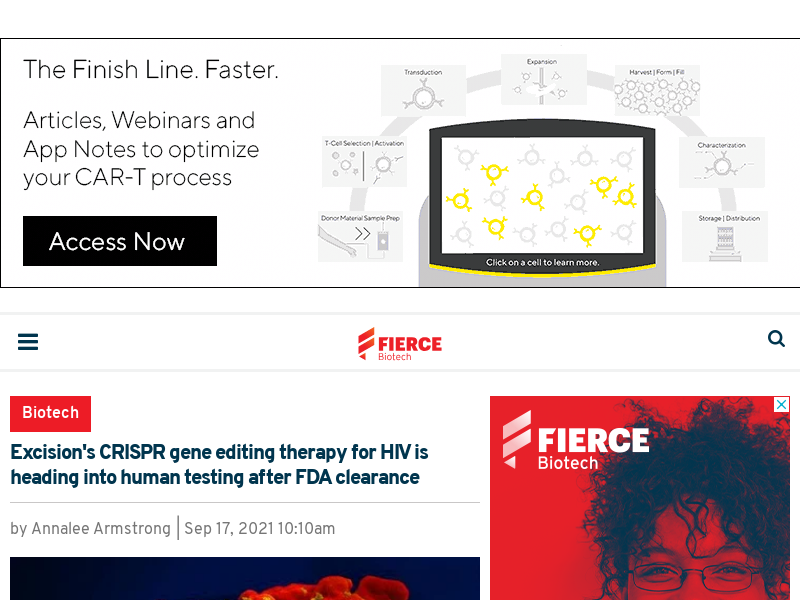 The Finish Line. Faster.
Articles, Webinars and
App Notes to optimize
your CAR-T process
Access Now
Transduction
Expansion
Harvest | Form | Fill
T-Cell Selection | Activation
Characterization
Donor Material Sample Prep
Storage | Distribution
Click on a cell to learn more.
FIERCE
Biotech
Biotech
Excision's CRISPR gene editing therapy for HIV is
heading into human testing after FDA clearance
by Annalee Armstrong | Sep 17, 2021 10:10am
FIERCE
Biotech